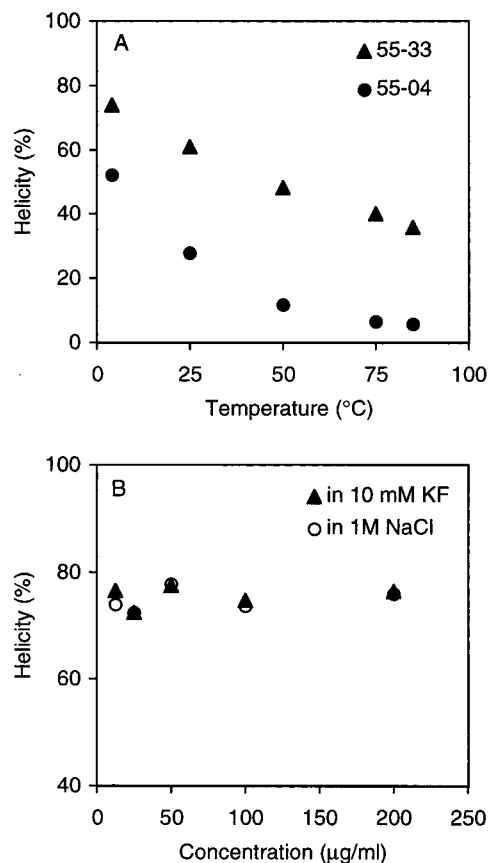 A
55-33
55-04
100
80
60
40
20
0
Helicity (%)
0 25 50 75 100
Temperature (°C)
B
in 10 mM KF
in 1M NaCl
100
80
60
40
Helicity (%)
0 50 100 150 200 250
Concentration (µg/ml)